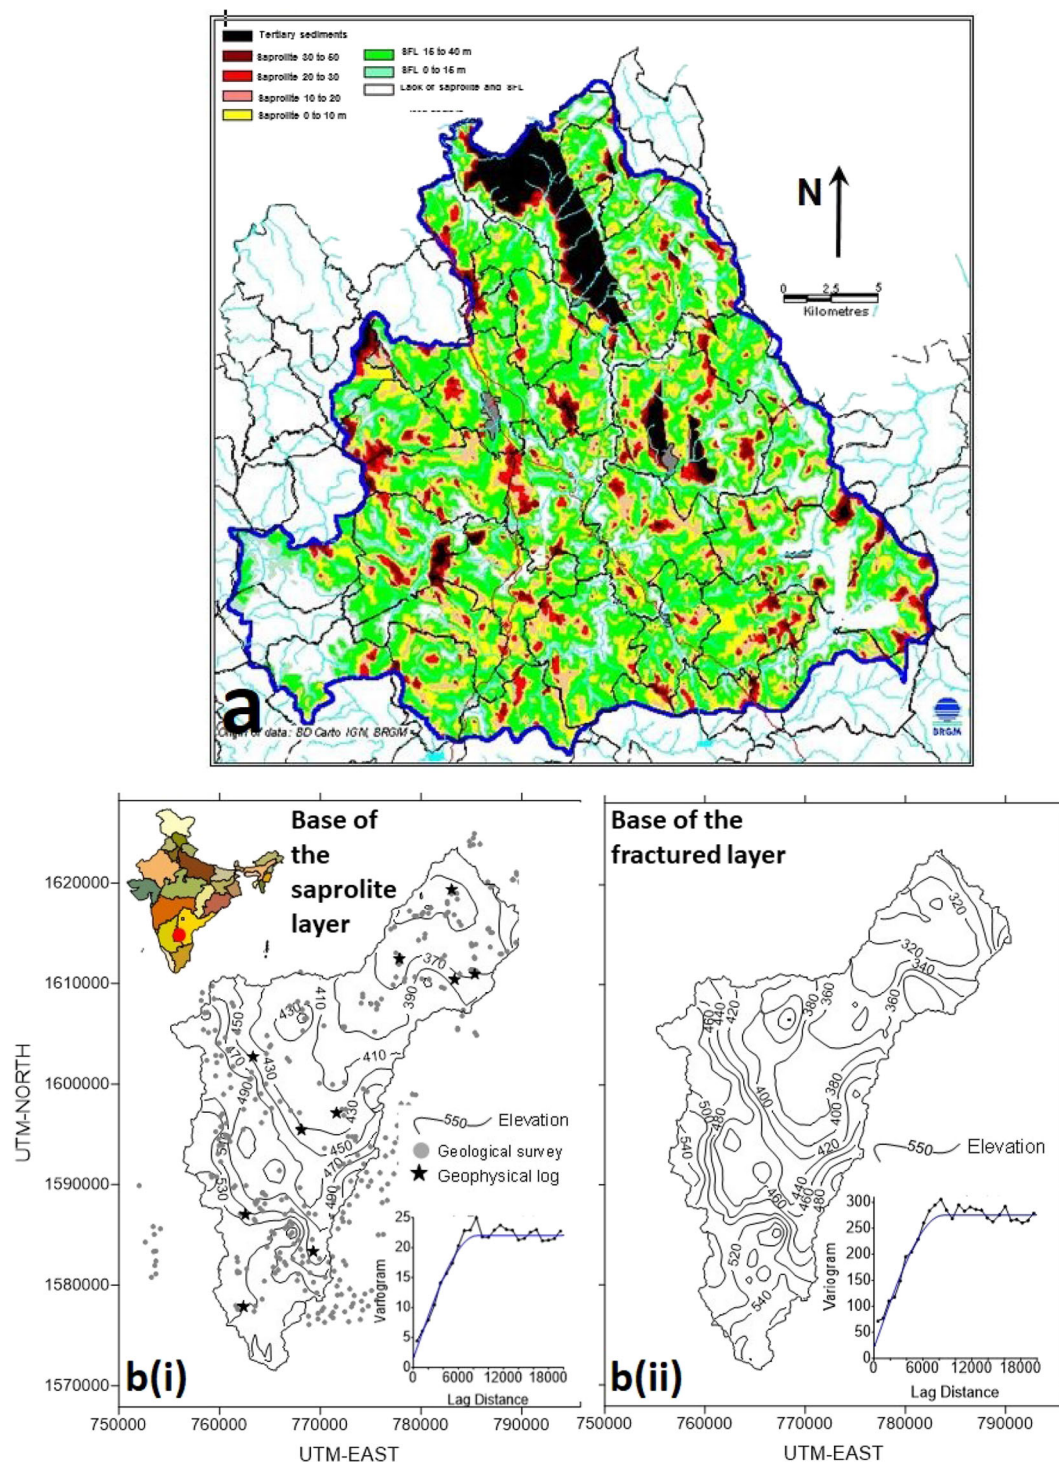 Tertiary sediments
Saprolite 30 to 50
Saprolite 20 to 30
Saprolite 10 to 20
Saprolite 0 to 10 m
SFL 15 to 40 m
SFL 0 to 15 m
Lack of saprolite and SFL
N
0 2,5 5
Kilometres
a
Origin of data: BD Carto IGN, BRGM
BRGM
Base of
the
saprolite
layer
1620000
1610000
1600000
1590000
1580000
1570000
UTM-NORTH
430
410
390
370
450
470
490
430
410
430
450
470
490
530
550 Elevation
Geological survey
Geophysical log
25
20
15
10
5
0
Variogram
0 6000 12000 18000
Lag Distance
b(i)
750000 760000 770000 780000 790000
UTM-EAST
Base of the
fractured layer
320
320
340
360
360
380
460
440
420
400
380
400
420
440
460
480
500
480
540
460
520
540
550 Elevation
300
250
200
150
100
50
0
Variogram
0 6000 12000 18000
Lag Distance
b(ii)
750000 760000 770000 780000 790000
UTM-EAST